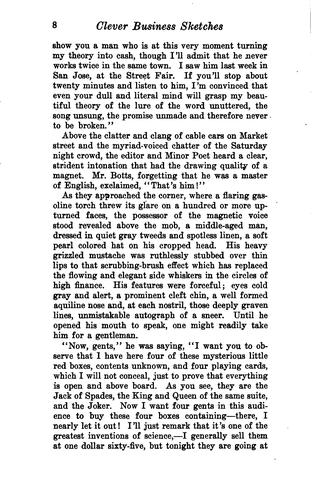 8 Clever Business Sketches
show you a man who is at this very moment turning
my theory into cash, though I'll admit that he never
works twice in the same town. I saw him last week in
San Jose, at the Street Fair. If you'll stop about
twenty minutes and listen to him, I'm convinced that
even your dull and literal mind will grasp my beau-
tiful theory of the lure of the word unuttered, the
song unsung, the promise unmade and therefore never
to be broken."
Above the clatter and clang of cable cars on Market
street and the myriad-voiced chatter of the Saturday
night crowd, the editor and Minor Poet heard a clear,
strident intonation that had the drawing quality of a
magnet. Mr. Botts, forgetting that he was a master
of English, exclaimed, "That's him!"
As they approached the corner, where a flaring gas-
oline torch threw its glare on a hundred or more up-
turned faces, the possessor of the magnetic voice
stood revealed above the mob, a middle-aged man,
dressed in quiet gray tweeds and spotless linen, a soft
pearl colored hat on his cropped head. His heavy
grizzled mustache was ruthlessly stubbed over thin
lips to that scrubbing-brush effect which has replaced
the flowing and elegant side whiskers in the circles of
high finance. His features were forceful; eyes cold
gray and alert, a prominent cleft chin, a well formed
aquiline nose and, at each nostril, those deeply graven
lines, unmistakable autograph of a sneer. Until he
opened his mouth to speak, one might readily take
him for a gentleman.
"Now, gents," he was saying, "I want you to ob-
serve that I have here four of these mysterious little
red boxes, contents unknown, and four playing cards,
which I will not conceal, just to prove that everything
is open and above board. As you see, they are the
Jack of Spades, the King and Queen of the same suite,
and the Joker. Now I want four gents in this audi-
ence to buy these four boxes containing—there, I
nearly let it out! I'll just remark that it's one of the
greatest inventions of science,—I generally sell them
at one dollar sixty-five, but tonight they are going at